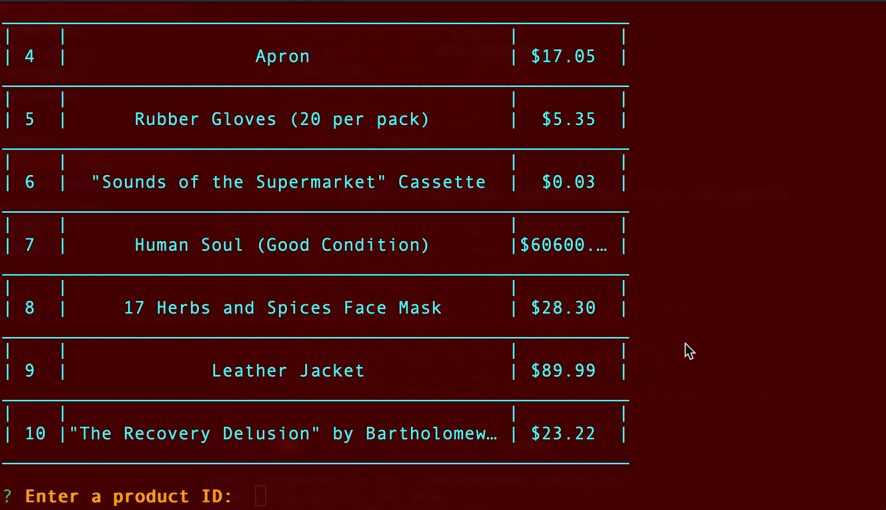 4 Apron $17.05
5 Rubber Gloves (20 per pack) $5.35
6 "Sounds of the Supermarket" Cassette $0.03
7 Human Soul (Good Condition) $60600.…
8 17 Herbs and Spices Face Mask $28.30
9 Leather Jacket $89.99
10 "The Recovery Delusion" by Bartholomew… $23.22
? Enter a product ID: